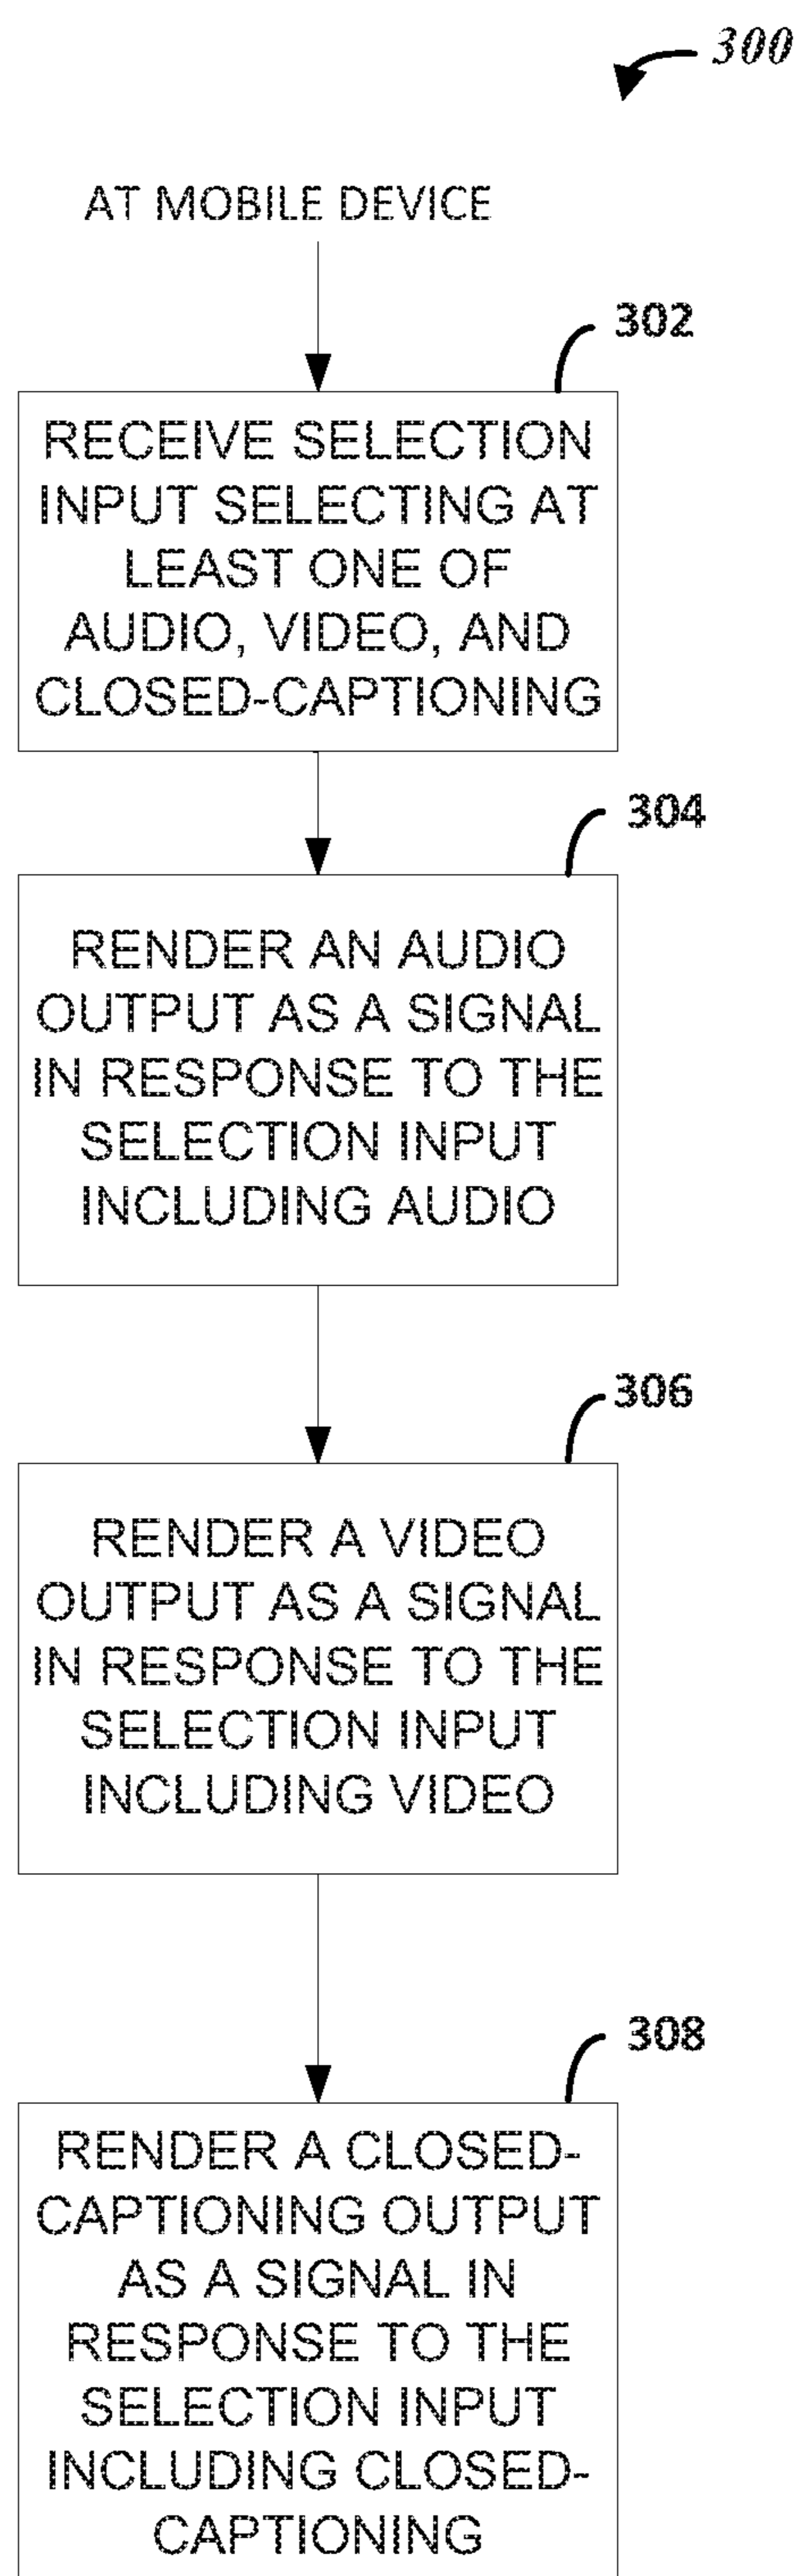 300
AT MOBILE DEVICE
302
RECEIVE SELECTION
INPUT SELECTING AT
LEAST ONE OF
AUDIO, VIDEO, AND
CLOSED-CAPTIONING
304
RENDER AN AUDIO
OUTPUT AS A SIGNAL
IN RESPONSE TO THE
SELECTION INPUT
INCLUDING AUDIO
306
RENDER A VIDEO
OUTPUT AS A SIGNAL
IN RESPONSE TO THE
SELECTION INPUT
INCLUDING VIDEO
308
RENDER A CLOSED-
CAPTIONING OUTPUT
AS A SIGNAL IN
RESPONSE TO THE
SELECTION INPUT
INCLUDING CLOSED-
CAPTIONING